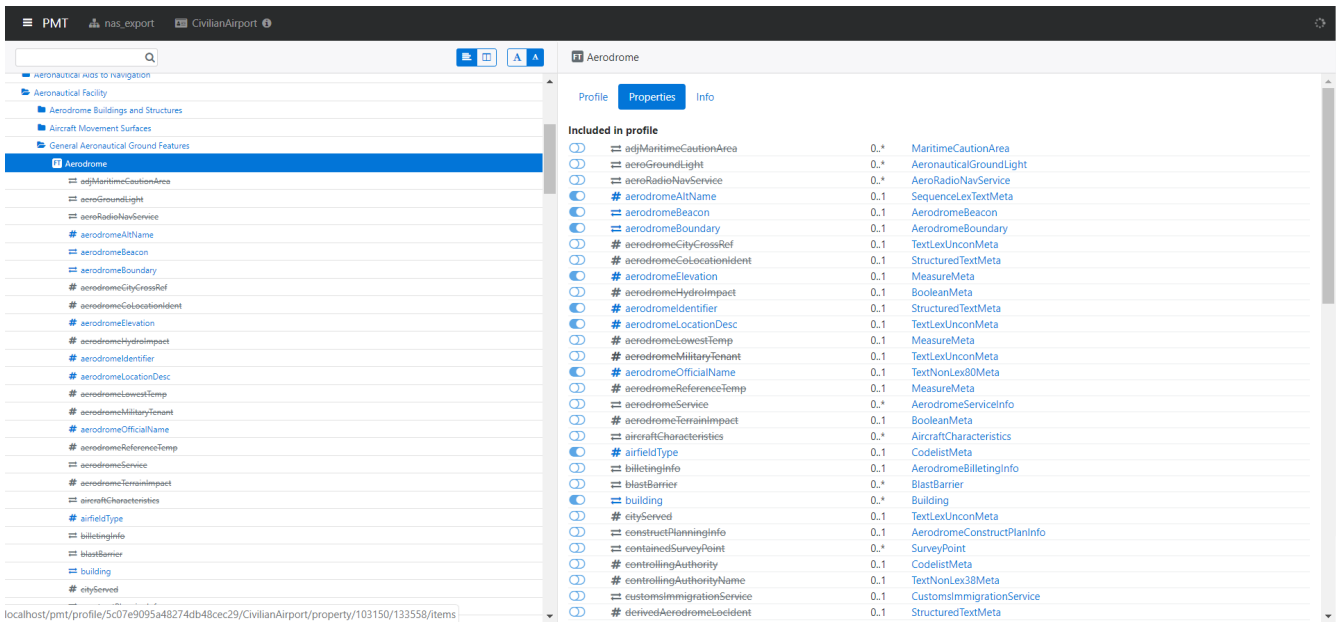 PMT nas_export CivilianAirport
Aerodrome
Aeronautical Aids to Navigation
Aeronautical Facility
Aerodrome Buildings and Structures
Aircraft Movement Surfaces
General Aeronautical Ground Features
Aerodrome
adjMaritimeCautionArea
aeroGroundLight
aeroRadioNavService
aerodromeAltName
aerodromeBeacon
aerodromeBoundary
aerodromeCityCrossRef
aerodromeCoLocationIdent
aerodromeElevation
aerodromeHydroImpact
aerodromeIdentifier
aerodromeLocationDesc
aerodromeLowestTemp
aerodromeMilitaryTenant
aerodromeOfficialName
aerodromeReferenceTemp
aerodromeService
aerodromeTerrainImpact
aircraftCharacteristics
airfieldType
billetingInfo
blastBarrier
building
cityServed
localhost/pmt/profile/5c07e9095a48274db48cec29/CivilianAirport/property/103150/133558/items
Profile Properties Info
Included in profile
adjMaritimeCautionArea 0..* MaritimeCautionArea
aeroGroundLight 0..* AeronauticalGroundLight
aeroRadioNavService 0..* AeroRadioNavService
aerodromeAltName 0..1 SequenceLexTextMeta
aerodromeBeacon 0..1 AerodromeBeacon
aerodromeBoundary 0..1 AerodromeBoundary
aerodromeCityCrossRef 0..1 TextLexUnconMeta
aerodromeCoLocationIdent 0..1 StructuredTextMeta
aerodromeElevation 0..1 MeasureMeta
aerodromeHydroImpact 0..1 BooleanMeta
aerodromeIdentifier 0..1 StructuredTextMeta
aerodromeLocationDesc 0..1 TextLexUnconMeta
aerodromeLowestTemp 0..1 MeasureMeta
aerodromeMilitaryTenant 0..1 TextLexUnconMeta
aerodromeOfficialName 0..1 TextNonLex80Meta
aerodromeReferenceTemp 0..1 MeasureMeta
aerodromeService 0..* AerodromeServiceInfo
aerodromeTerrainImpact 0..1 BooleanMeta
aircraftCharacteristics 0..* AircraftCharacteristics
airfieldType 0..1 CodelistMeta
billetingInfo 0..1 AerodromeBilletingInfo
blastBarrier 0..* BlastBarrier
building 0..* Building
cityServed 0..1 TextLexUnconMeta
constructPlanningInfo 0..1 AerodromeConstructPlanInfo
containedSurveyPoint 0..* SurveyPoint
controllingAuthority 0..1 CodelistMeta
controllingAuthorityName 0..1 TextNonLex38Meta
customsImmigrationService 0..1 CustomsImmigrationService
derivedAerodromeLocIdent 0..1 StructuredTextMeta